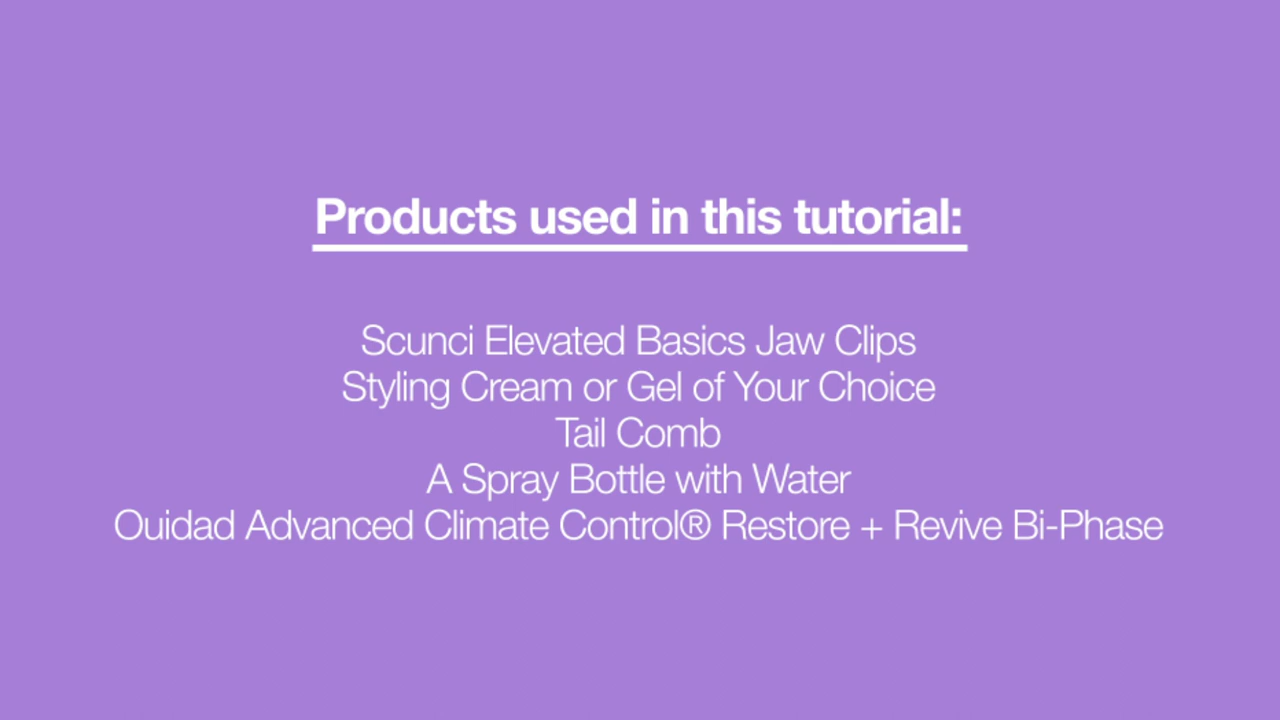 Products used in this tutorial:
Scunci Elevated Basics Jaw Clips
Styling Cream or Gel of Your Choice
Tail Comb
A Spray Bottle with Water
Ouidad Advanced Climate Control® Restore + Revive Bi-Phase